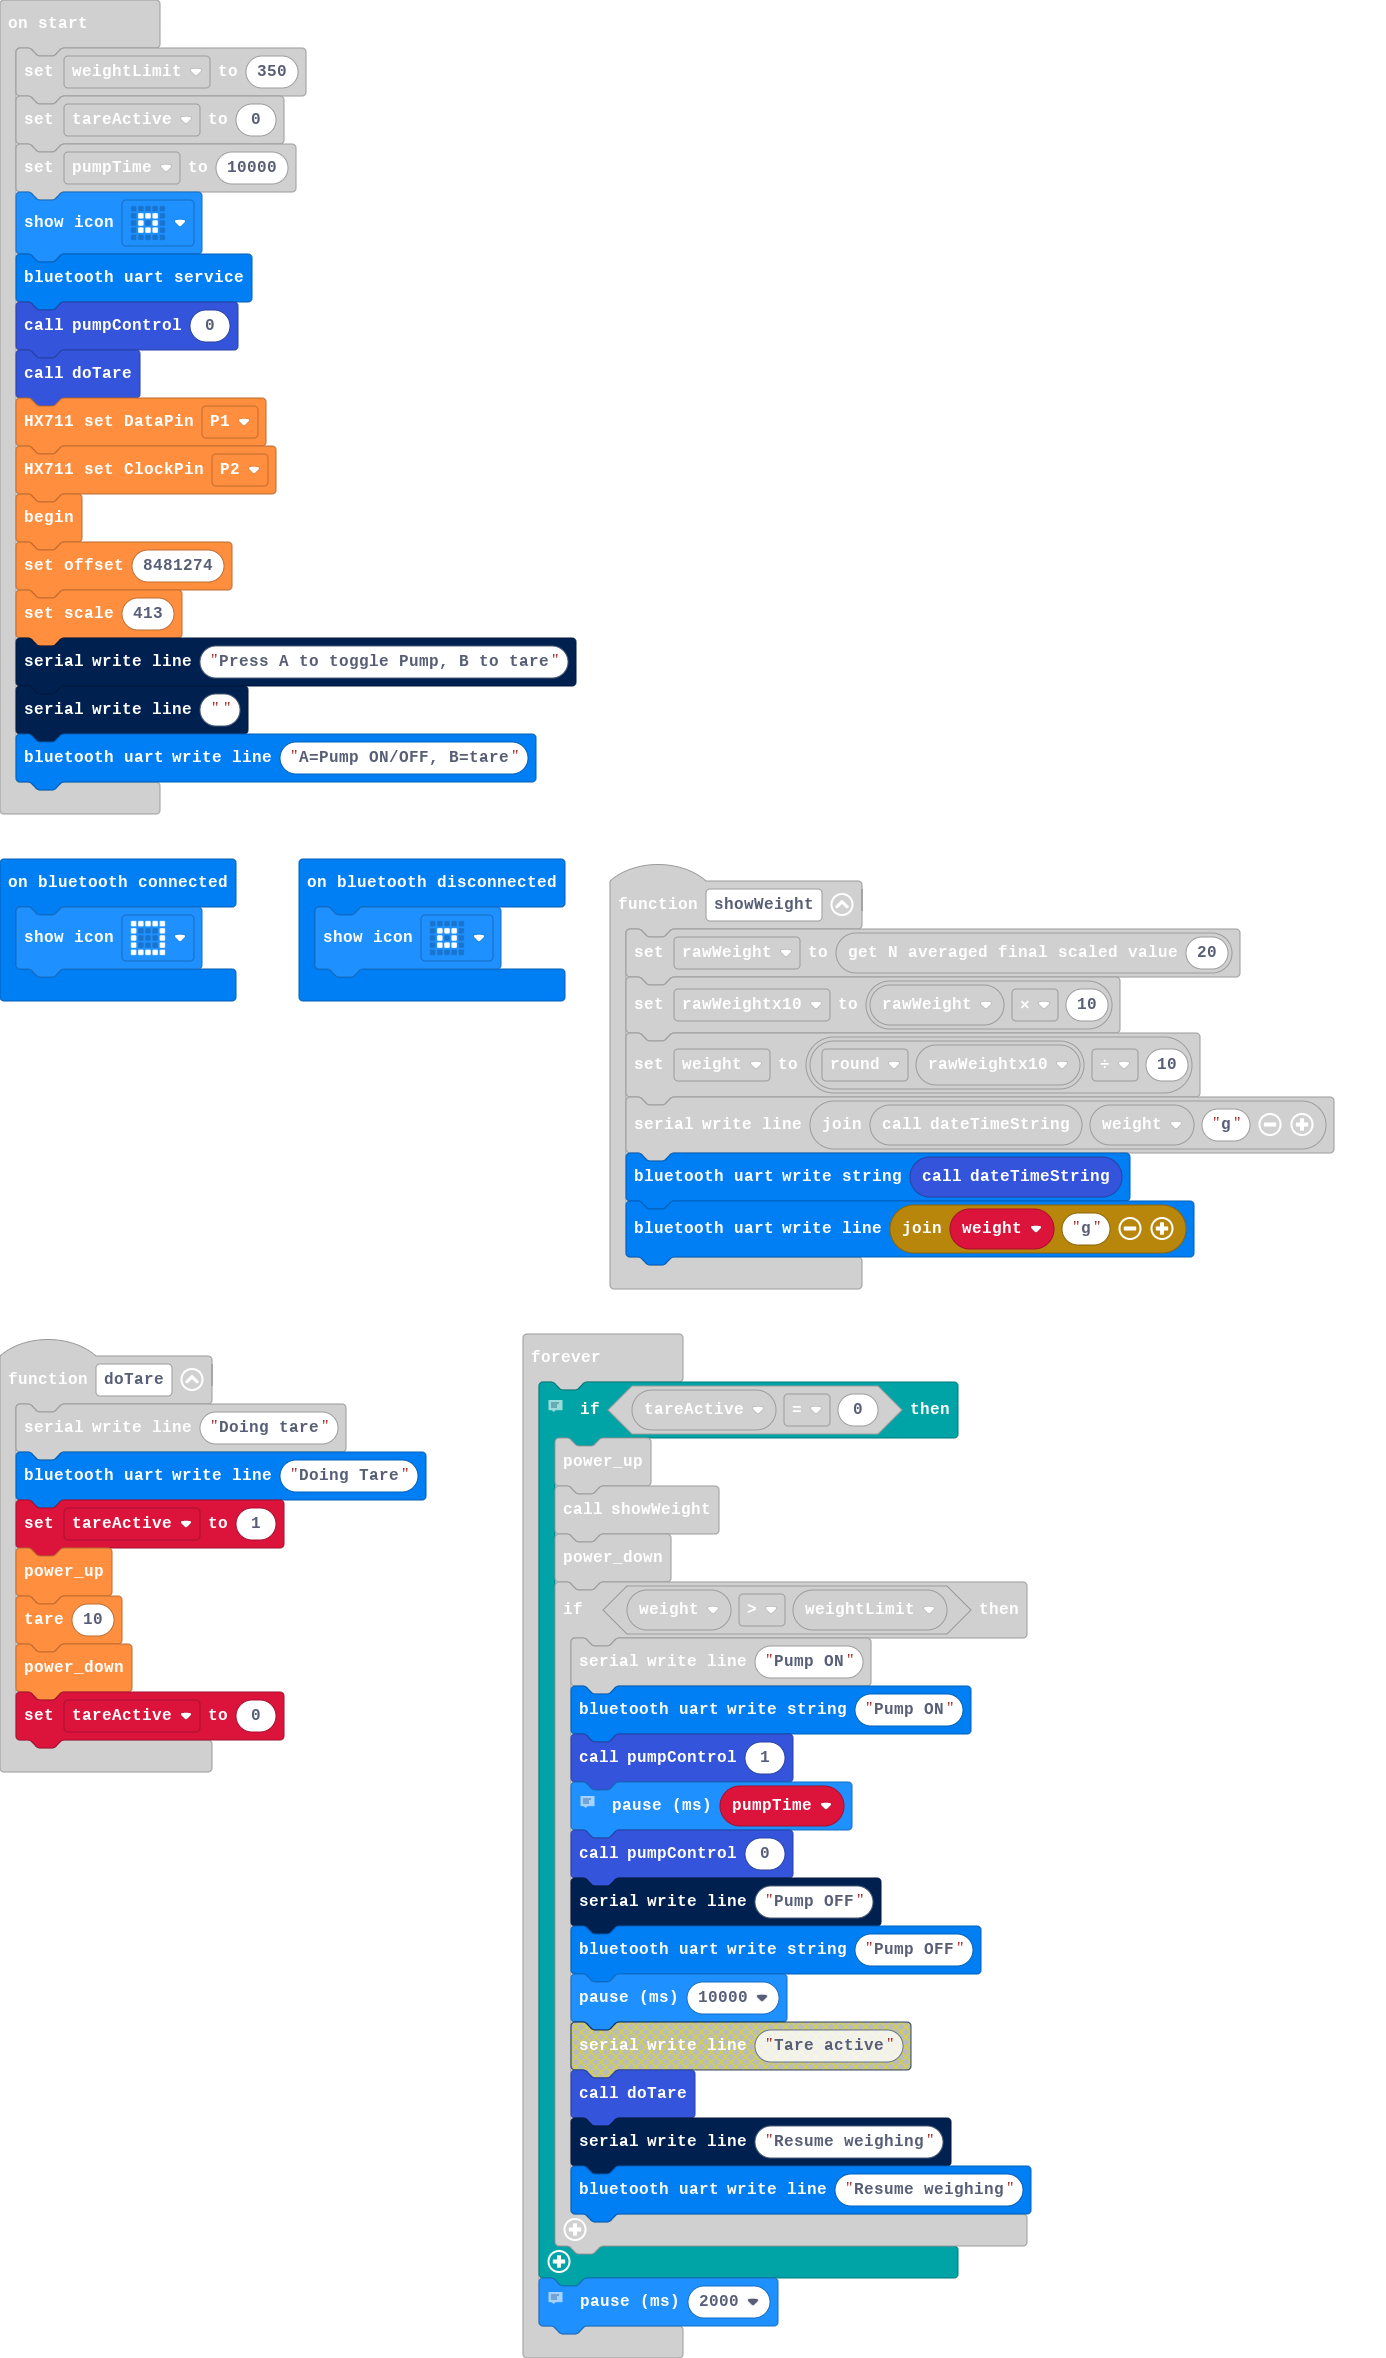 on start
set weightLimit to 350
set tareActive to 0
set pumpTime to 10000
show icon
bluetooth uart service
call pumpControl 0
call doTare
HX711 set DataPin P1
HX711 set ClockPin P2
begin
set offset 8481274
set scale 413
serial write line "Press A to toggle Pump, B to tare"
serial write line ""
bluetooth uart write line "A=Pump ON/OFF, B=tare"
on bluetooth connected
show icon
on bluetooth disconnected
show icon
function showWeight
set rawWeight to get N averaged final scaled value 20
set rawWeightx10 to rawWeight × 10
set weight to round rawWeightx10 ÷ 10
serial write line join call dateTimeString weight "g"
bluetooth uart write string call dateTimeString
bluetooth uart write line join weight "g"
function doTare
serial write line "Doing tare"
bluetooth uart write line "Doing Tare"
set tareActive to 1
power_up
tare 10
power_down
set tareActive to 0
forever
if tareActive = 0 then
power_up
call showWeight
power_down
if weight > weightLimit then
serial write line "Pump ON"
bluetooth uart write string "Pump ON"
call pumpControl 1
pause (ms) pumpTime
call pumpControl 0
serial write line "Pump OFF"
bluetooth uart write string "Pump OFF"
pause (ms) 10000
serial write line "Tare active"
call doTare
serial write line "Resume weighing"
bluetooth uart write line "Resume weighing"
pause (ms) 2000